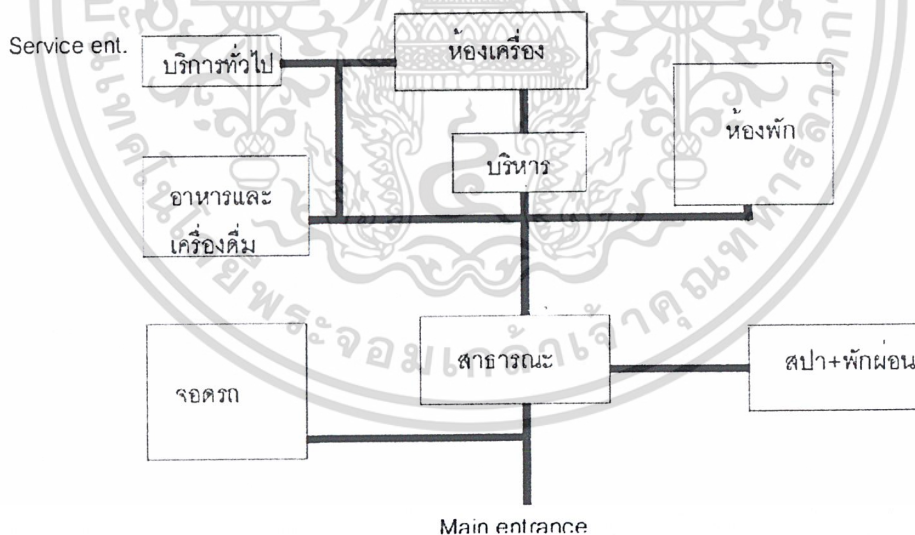 Service ent.
บริการทั่วไป
ห้องเครื่อง
ห้องพัก
บริหาร
อาหารและ
เครื่องดื่ม
สาธารณะ
สปา+พักผ่อน
จอดรถ
Main entrance